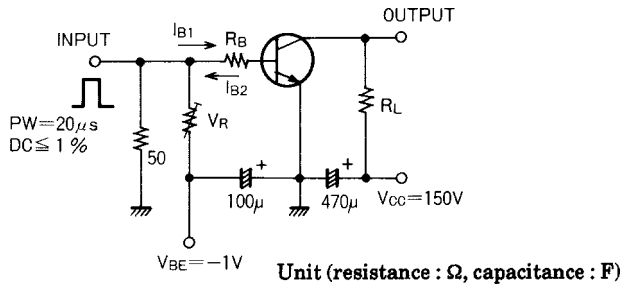 OUTPUT
INPUT
IB1
RB
IB2
PW=20μs
DC≦1%
50
VR
RL
100μ
+
470μ
+
VCC=150V
VBE=−1V
Unit (resistance : Ω, capacitance : F)